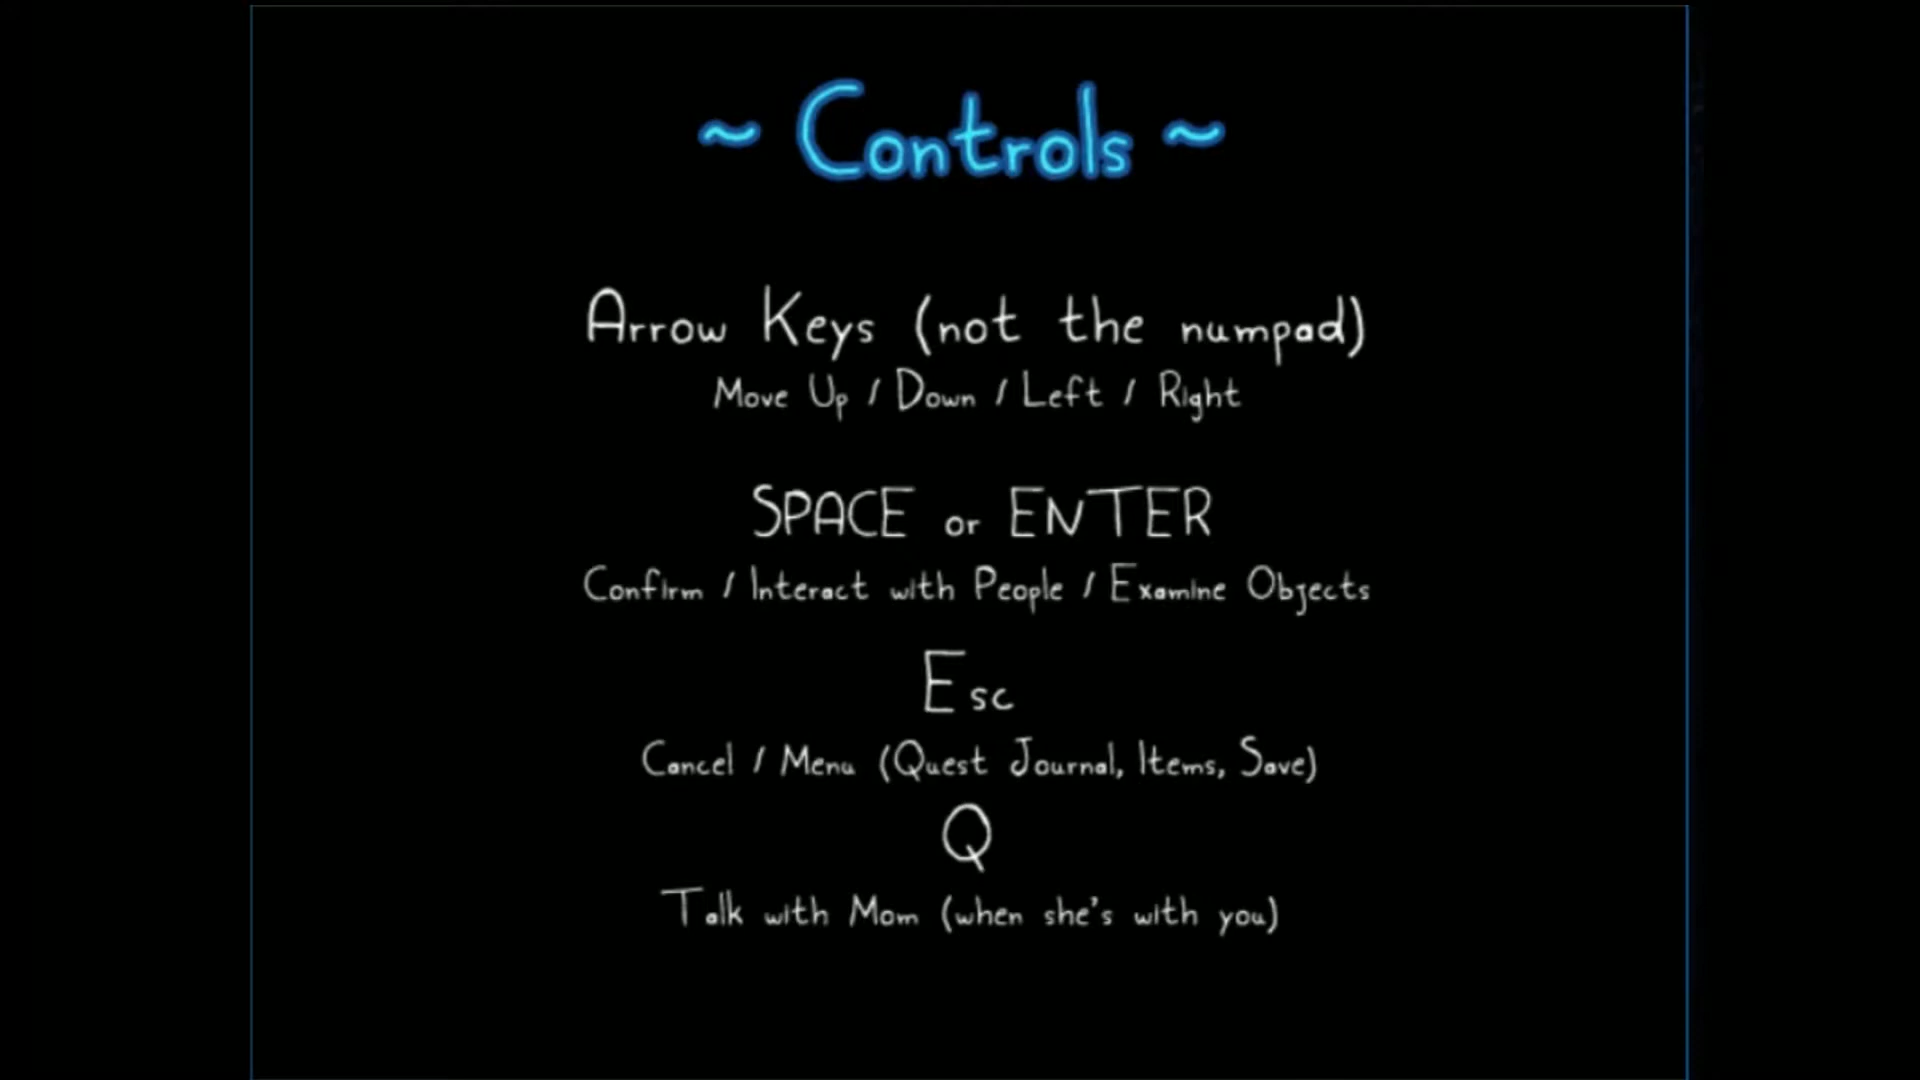 ~ Controls ~
Arrow Keys (not the numpad)
Move Up / Down / Left / Right
SPACE or ENTER
Confirm / Interact with People / Examine Objects
Esc
Cancel / Menu (Quest Journal, Items, Save)
Q
Talk with Mom (when she's with you)